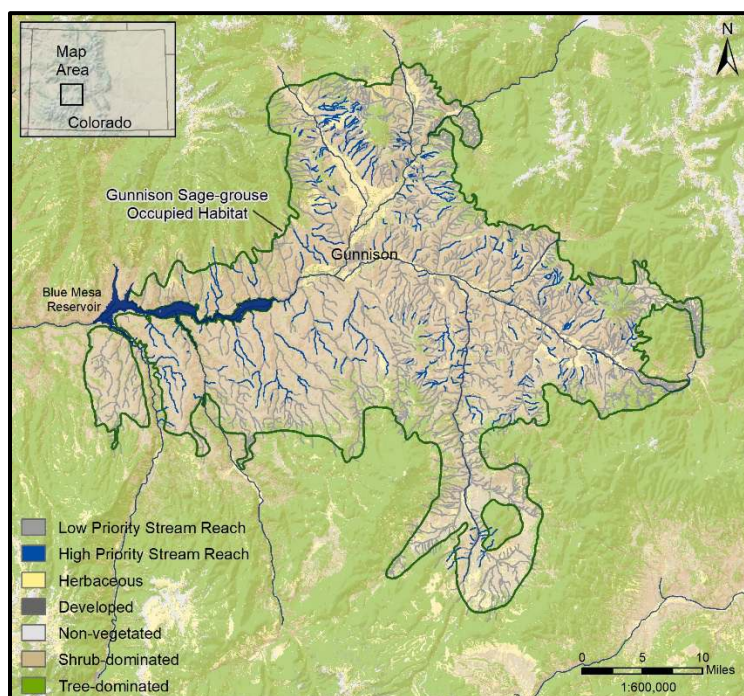 Map
Area
Colorado
N
Gunnison Sage-grouse
Occupied Habitat
Gunnison
Blue Mesa
Reservoir
Low Priority Stream Reach
High Priority Stream Reach
Herbaceous
Developed
Non-vegetated
Shrub-dominated
Tree-dominated
0 5 10
Miles
1:600,000